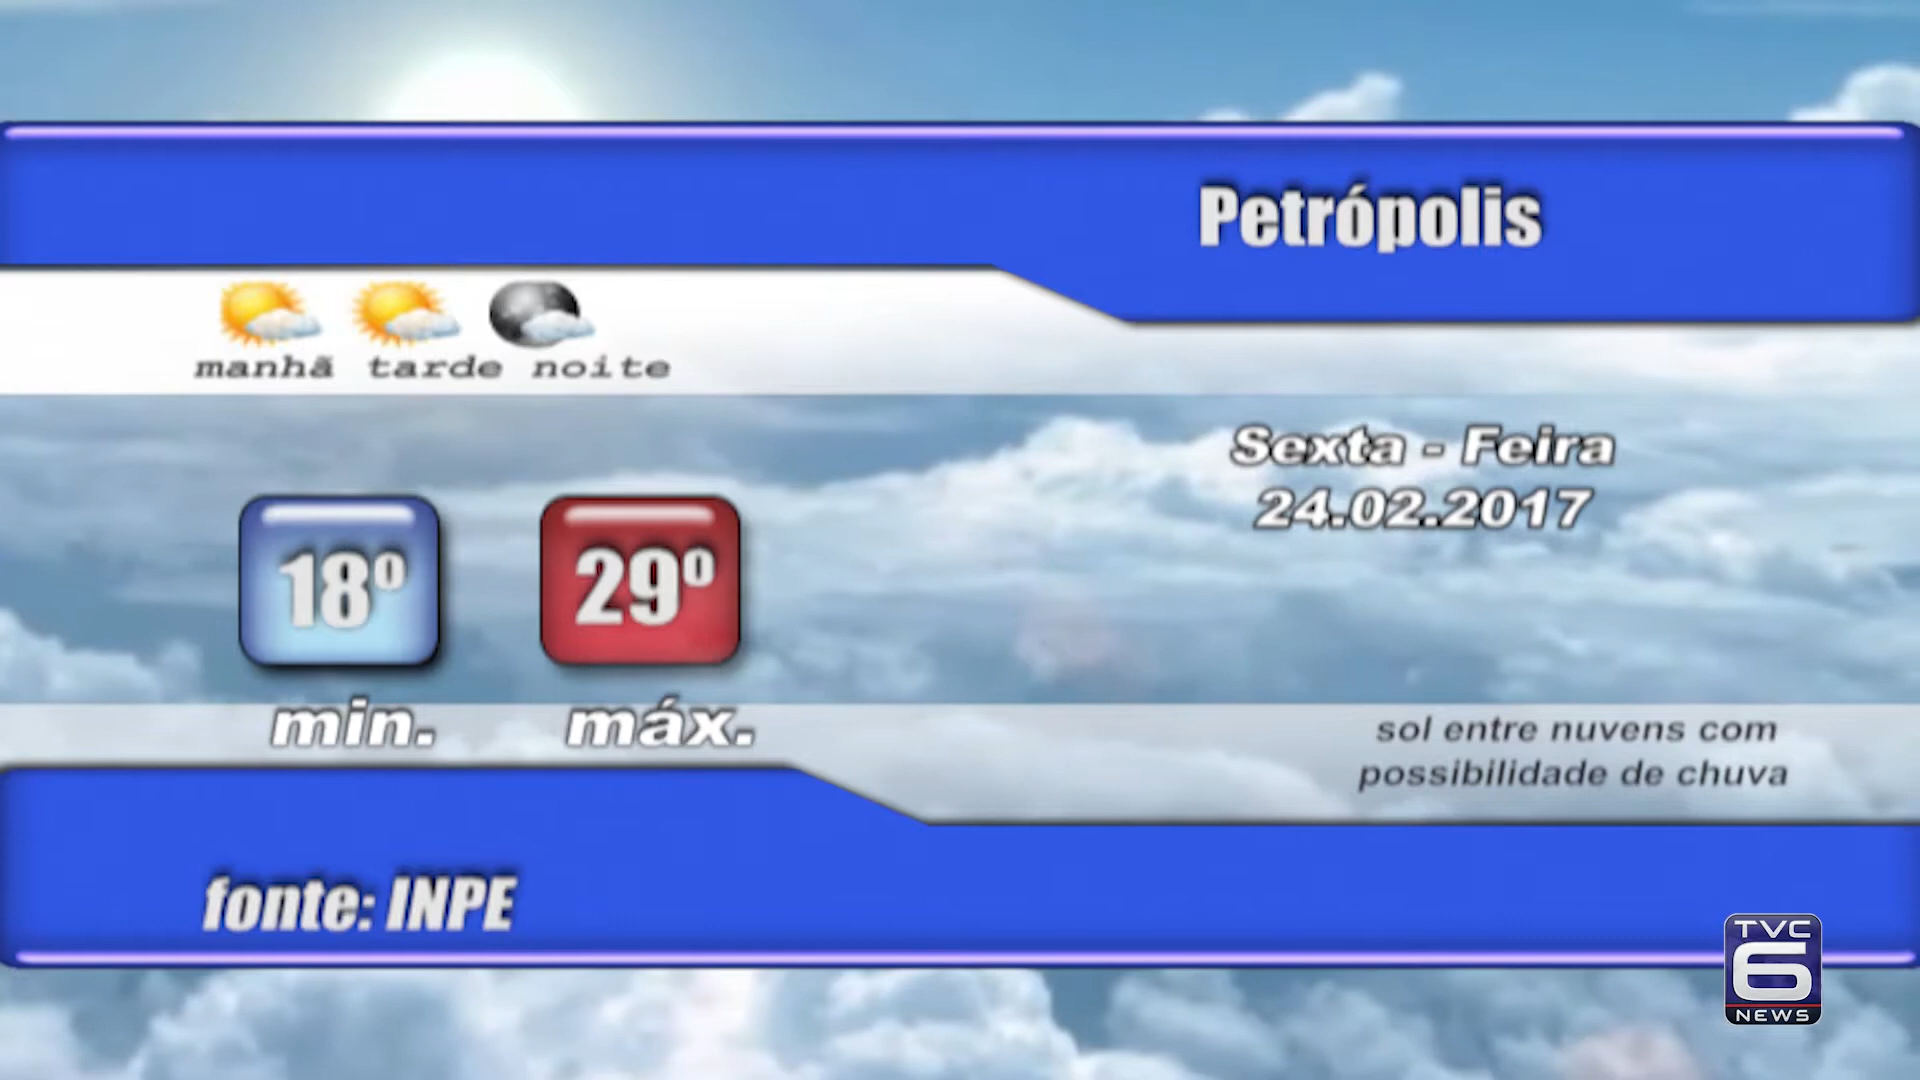 Petrópolis
manhã tarde noite
Sexta - Feira
24.02.2017
18º 29º
min. máx.
sol entre nuvens com
possibilidade de chuva
fonte: INPE
TVC
6
NEWS